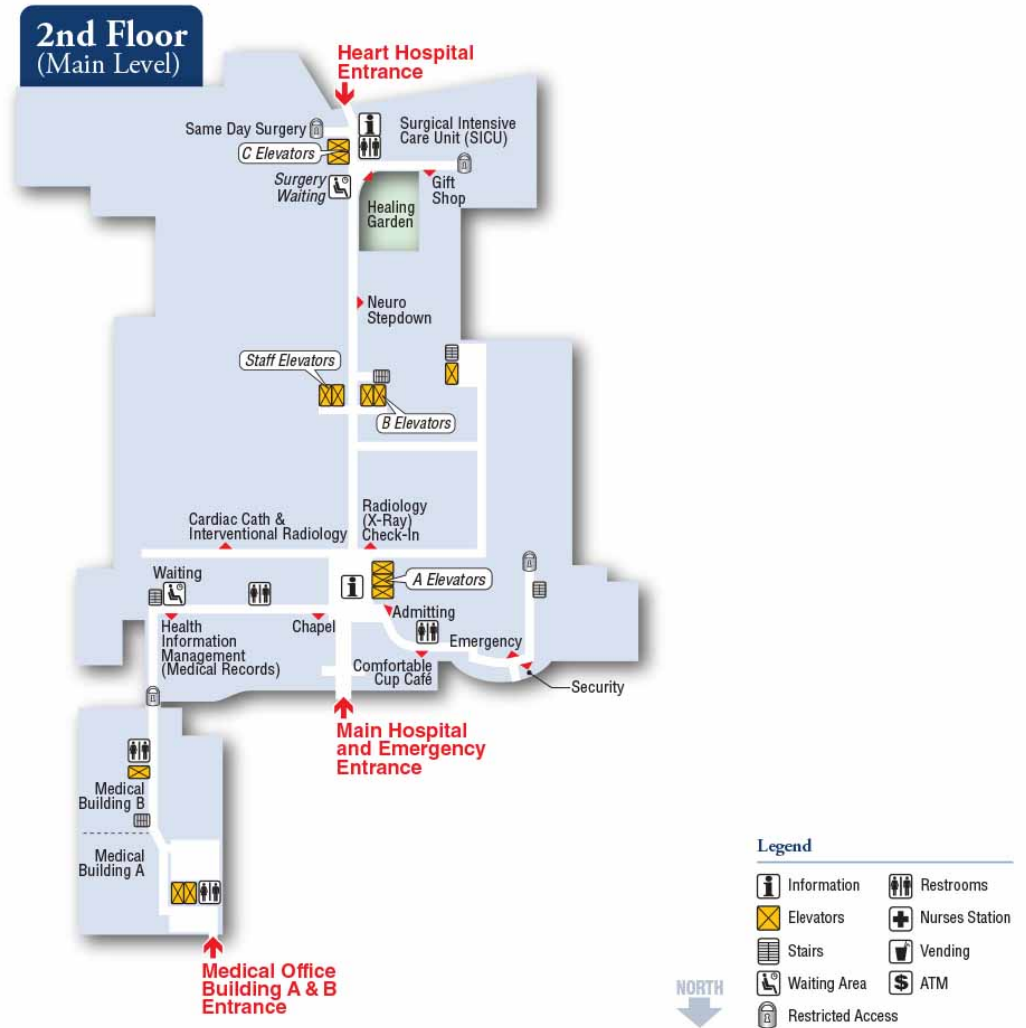 2nd Floor
(Main Level)
Heart Hospital
Entrance
Same Day Surgery
Surgical Intensive
Care Unit (SICU)
C Elevators
Surgery
Waiting
Gift
Shop
Healing
Garden
Neuro
Stepdown
Staff Elevators
B Elevators
Cardiac Cath &
Interventional Radiology
Radiology
(X-Ray)
Check-In
Waiting
A Elevators
Admitting
Health
Information
Management
(Medical Records)
Chapel
Emergency
Comfortable
Cup Café
Security
Main Hospital
and Emergency
Entrance
Medical
Building B
Medical
Building A
Medical Office
Building A & B
Entrance
NORTH
Legend
Information
Restrooms
Elevators
Nurses Station
Stairs
Vending
Waiting Area
$ ATM
Restricted Access